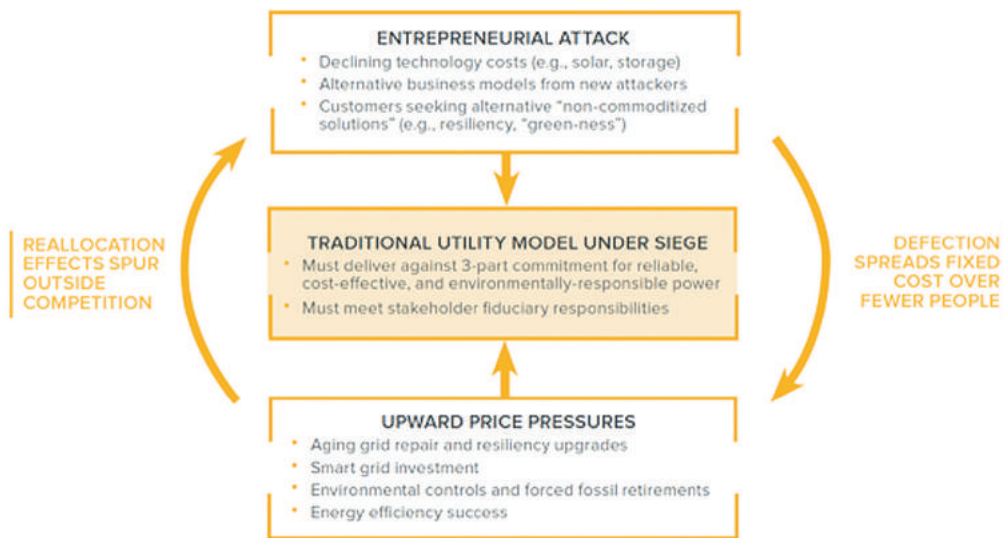 ENTREPRENEURIAL ATTACK
• Declining technology costs (e.g., solar, storage)
• Alternative business models from new attackers
• Customers seeking alternative “non-commoditized
solutions” (e.g., resiliency, “green-ness”)
REALLOCATION
EFFECTS SPUR
OUTSIDE
COMPETITION
TRADITIONAL UTILITY MODEL UNDER SIEGE
• Must deliver against 3-part commitment for reliable,
cost-effective, and environmentally-responsible power
• Must meet stakeholder fiduciary responsibilities
DEFECTION
SPREADS FIXED
COST OVER
FEWER PEOPLE
UPWARD PRICE PRESSURES
• Aging grid repair and resiliency upgrades
• Smart grid investment
• Environmental controls and forced fossil retirements
• Energy efficiency success